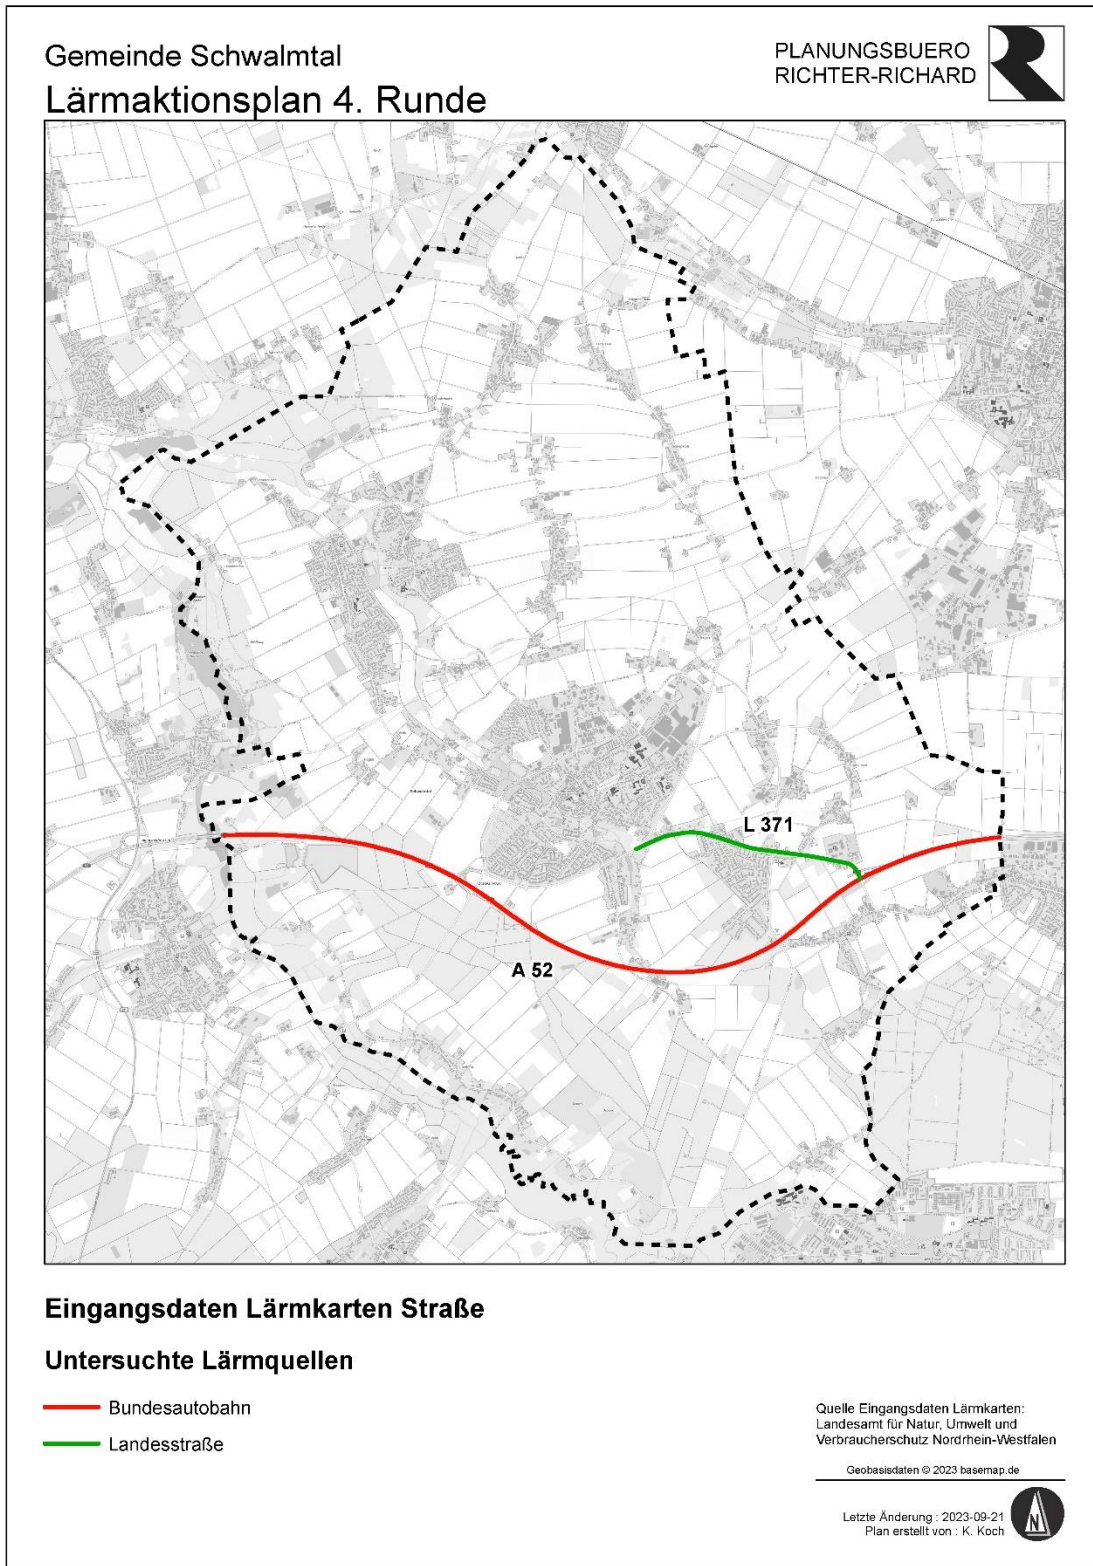 Gemeinde Schwalmtal
Lärmaktionsplan 4. Runde
PLANUNGSBUERO
RICHTER-RICHARD
L 371
A 52
Eingangsdaten Lärmkarten Straße
Untersuchte Lärmquellen
Bundesautobahn
Landesstraße
Quelle Eingangsdaten Lärmkarten:
Landesamt für Natur, Umwelt und
Verbraucherschutz Nordrhein-Westfalen
Geobasisdaten © 2023 basemap.de
Letzte Änderung : 2023-09-21
Plan erstellt von : K. Koch
N